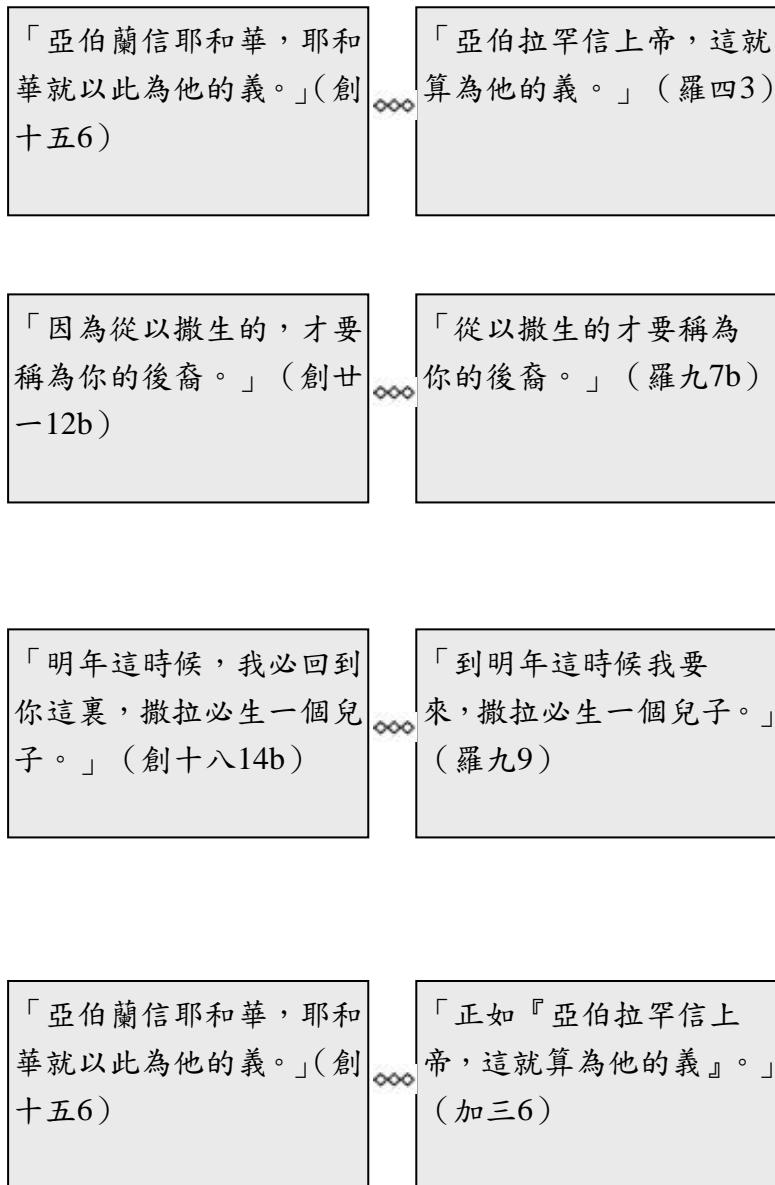 「亞伯蘭信耶和華，耶和
華就以此為他的義。」（創
十五6）
「亞伯拉罕信上帝，這就
算為他的義。」（羅四3）
「因為從以撒生的，才要
稱為你的後裔。」（創廿
一12b）
「從以撒生的才要稱為
你的後裔。」（羅九7b）
「明年這時候，我必回到
你這裏，撒拉必生一個兒
子。」（創十八14b）
「到明年這時候我要
來，撒拉必生一個兒子。」
（羅九9）
「亞伯蘭信耶和華，耶和
華就以此為他的義。」（創
十五6）
「正如『亞伯拉罕信上
帝，這就算為他的義』。」
（加三6）